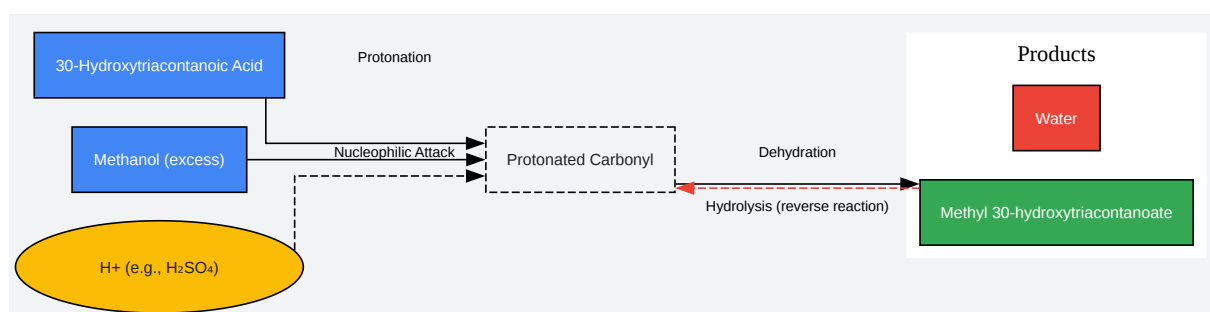 30-Hydroxytriacontanoic Acid
Protonation
Products
Water
Methanol (excess)
Nucleophilic Attack
Protonated Carbonyl
Dehydration
Hydrolysis (reverse reaction)
Methyl 30-hydroxytriacontanoate
H+ (e.g., H₂SO₄)